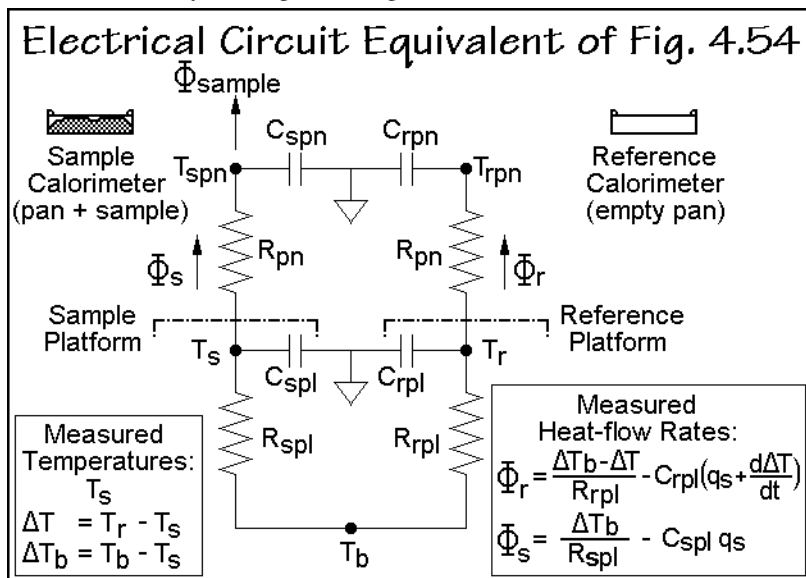 Electrical Circuit Equivalent of Fig. 4.54
Φsample
Sample
Calorimeter
(pan + sample)
Cspn
Crpn
Tspn
Trpn
Reference
Calorimeter
(empty pan)
Rpn
Rpn
Φs
Φr
Sample
Platform
Reference
Platform
Ts
Cspl
Crpl
Tr
Rspl
Rrpl
Tb
Measured
Temperatures:
Ts
ΔT = Tr - Ts
ΔTb = Tb - Ts
Measured
Heat-flow Rates:
Φr = (ΔTb-ΔT)/Rrpl - Crpl(qs + dΔT/dt)
Φs = ΔTb/Rspl - Cspl qs